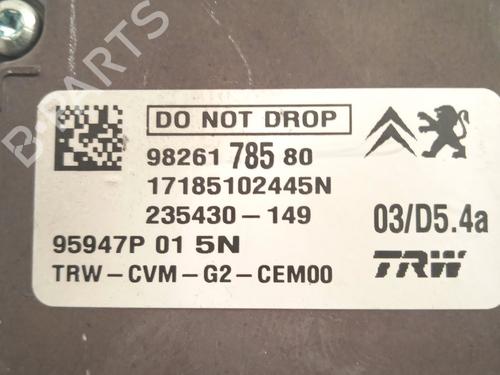 DO NOT DROP
98261 785 80
17185102445N
235430-149
03/D5.4a
95947P 01 5N
TRW-CVM-G2-CEM00
TRW
B-PARTS